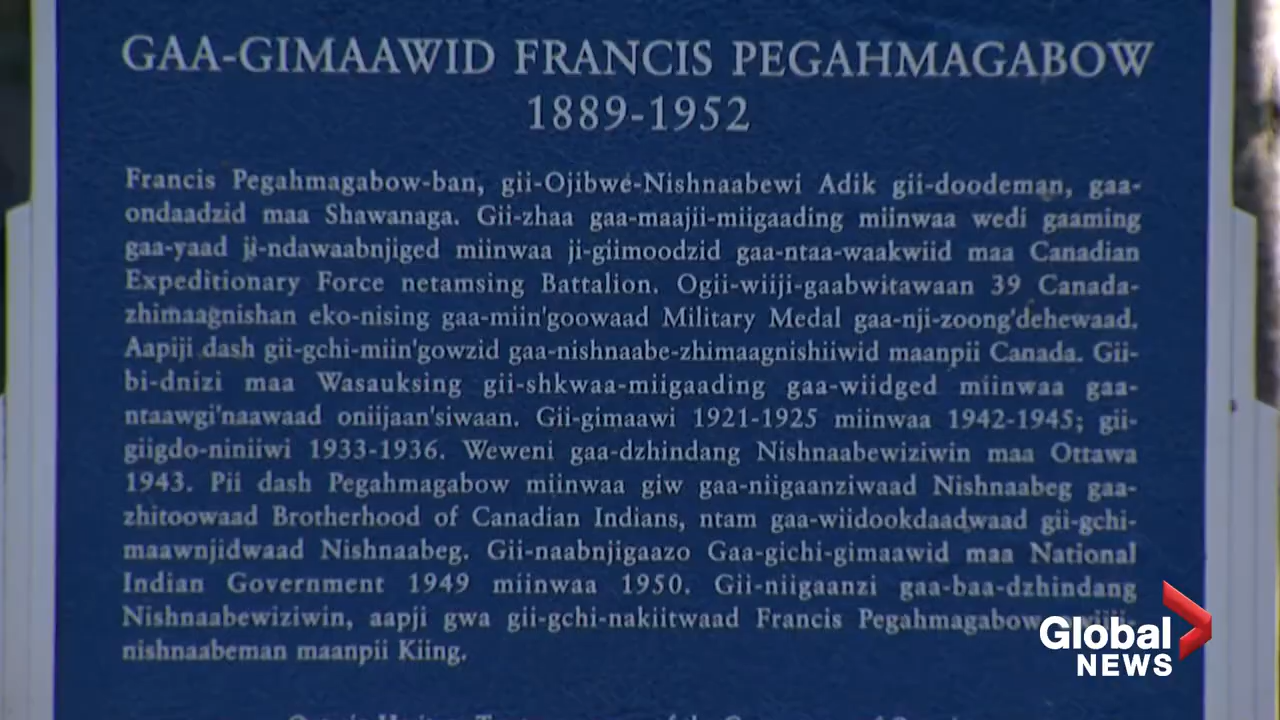 GAA-GIMAAWID FRANCIS PEGAHMAGABOW
1889-1952
Francis Pegahmagabow-ban, gii-Ojibwe-Nishnaabewi Adik gii-doodeman, gaa-
ondaadzid maa Shawanaga. Gii-zhaa gaa-maajii-miigaading miinwaa wedi gaaming
gaa-yaad ji-ndawaabnjiged miinwaa ji-giimoodzid gaa-ntaa-waakwiid maa Canadian
Expeditionary Force netamsing Battalion. Ogii-wiiji-gaabwitawaan 39 Canada-
zhimaagnishan eko-nising gaa-miin'goowaad Military Medal gaa-nji-zoong'dehewaad.
Aapiji dash gii-gchi-miin'gowzid gaa-nishnaabe-zhimaagnishiiwid maanpii Canada. Gii-
bi-dnizi maa Wasauksing gii-shkwaa-miigaading gaa-wiidged miinwaa gaa-
ntaawgi'naawaad oniijaan'siwaan. Gii-gimaawi 1921-1925 miinwaa 1942-1945; gii-
giigdo-niniiwi 1933-1936. Weweni gaa-dzhindang Nishnaabewiziwin maa Ottawa
1943. Pii dash Pegahmagabow miinwaa giw gaa-niigaanziwaad Nishnaabeg gaa-
zhitoowaad Brotherhood of Canadian Indians, ntam gaa-wiidookdaadwaad gii-gchi-
maawnjidwaad Nishnaabeg. Gii-naabnjigaazo Gaa-gichi-gimaawid maa National
Indian Government 1949 miinwaa 1950. Gii-niigaanzi gaa-baa-dzhindang
Nishnaabewiziwin, aapji gwa gii-gchi-nakiitwaad Francis Pegahmagabow
nishnaabeman maanpii Kiing.
Global
NEWS